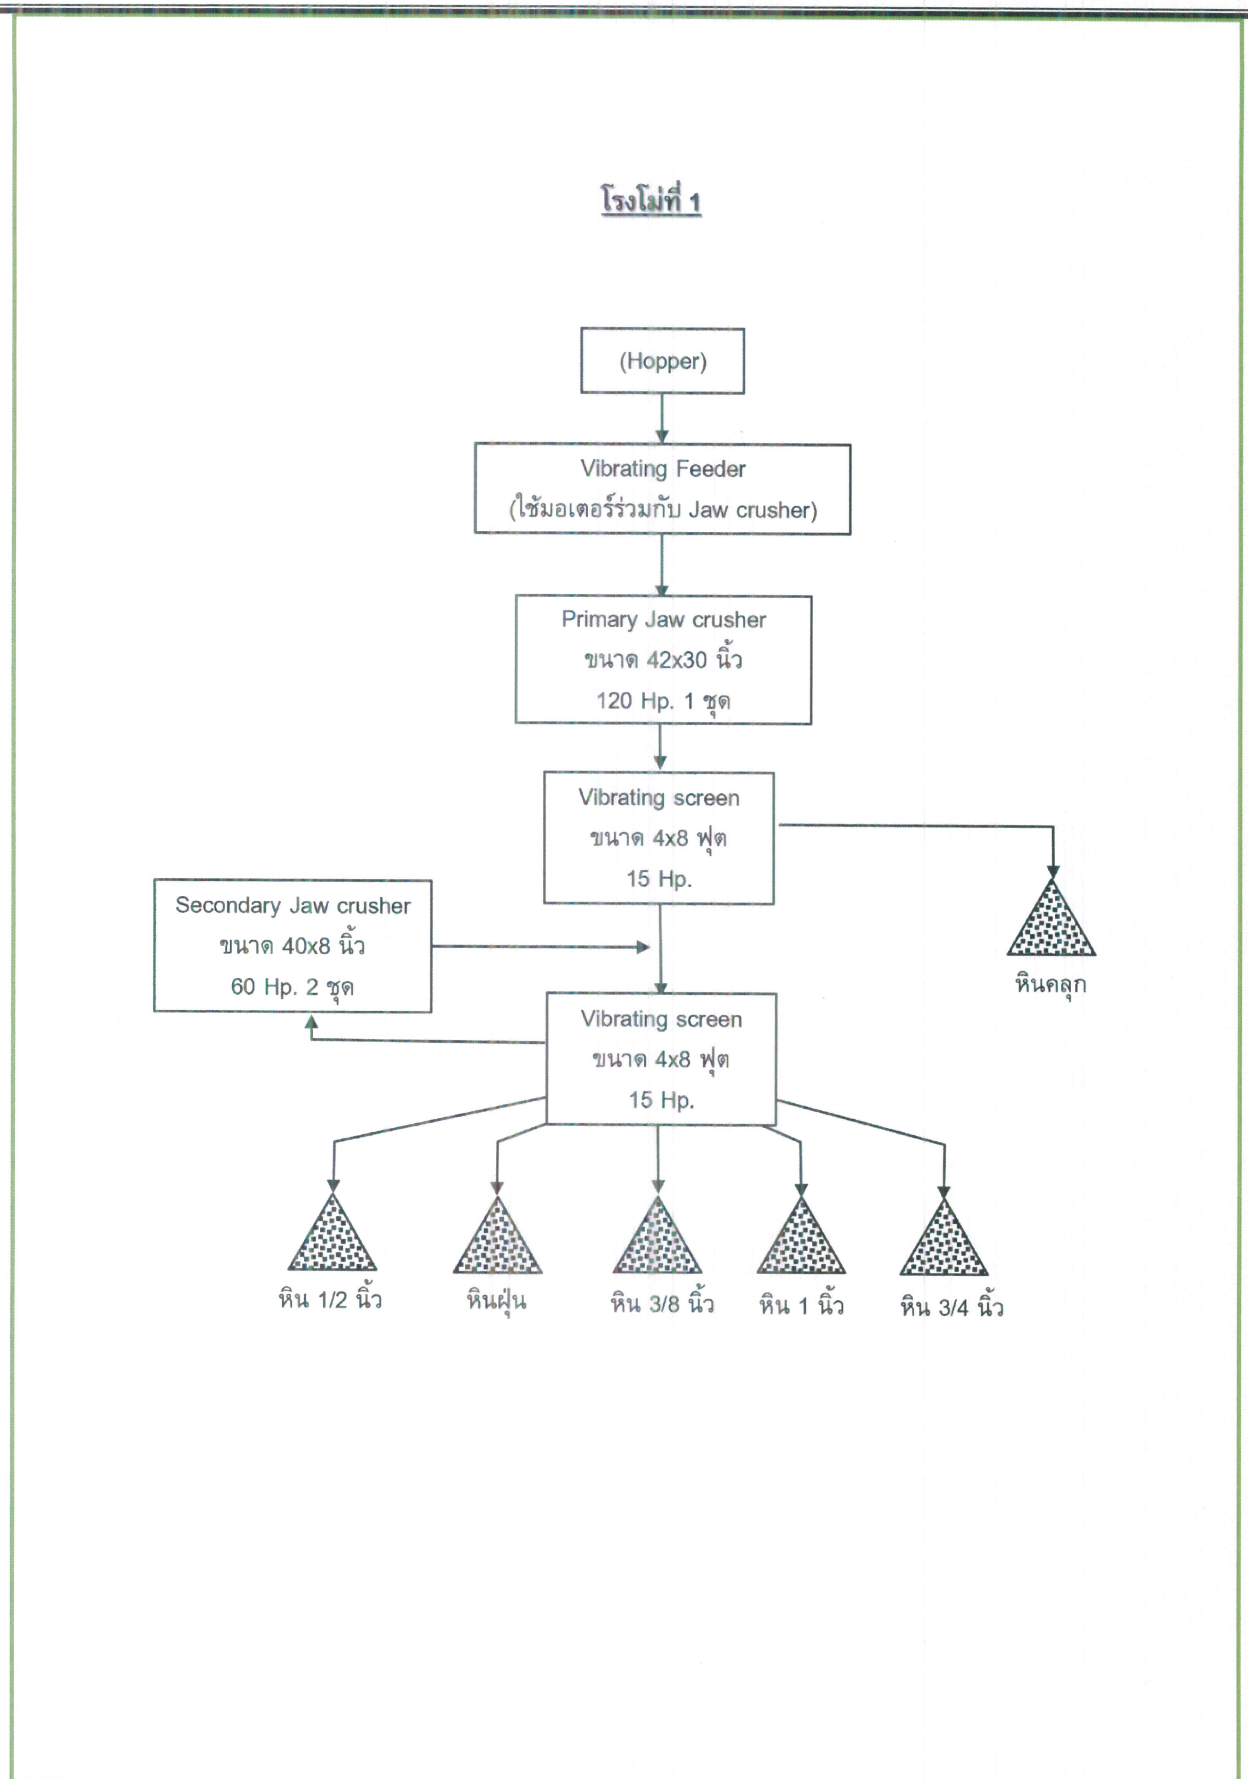 โรงโม่ที่ 1
(Hopper)
Vibrating Feeder
(ใช้มอเตอร์ร่วมกับ Jaw crusher)
Primary Jaw crusher
ขนาด 42x30 นิ้ว
120 Hp. 1 ชุด
Vibrating screen
ขนาด 4x8 ฟุต
15 Hp.
หินคลุก
Secondary Jaw crusher
ขนาด 40x8 นิ้ว
60 Hp. 2 ชุด
Vibrating screen
ขนาด 4x8 ฟุต
15 Hp.
หิน 1/2 นิ้ว
หินฝุ่น
หิน 3/8 นิ้ว
หิน 1 นิ้ว
หิน 3/4 นิ้ว